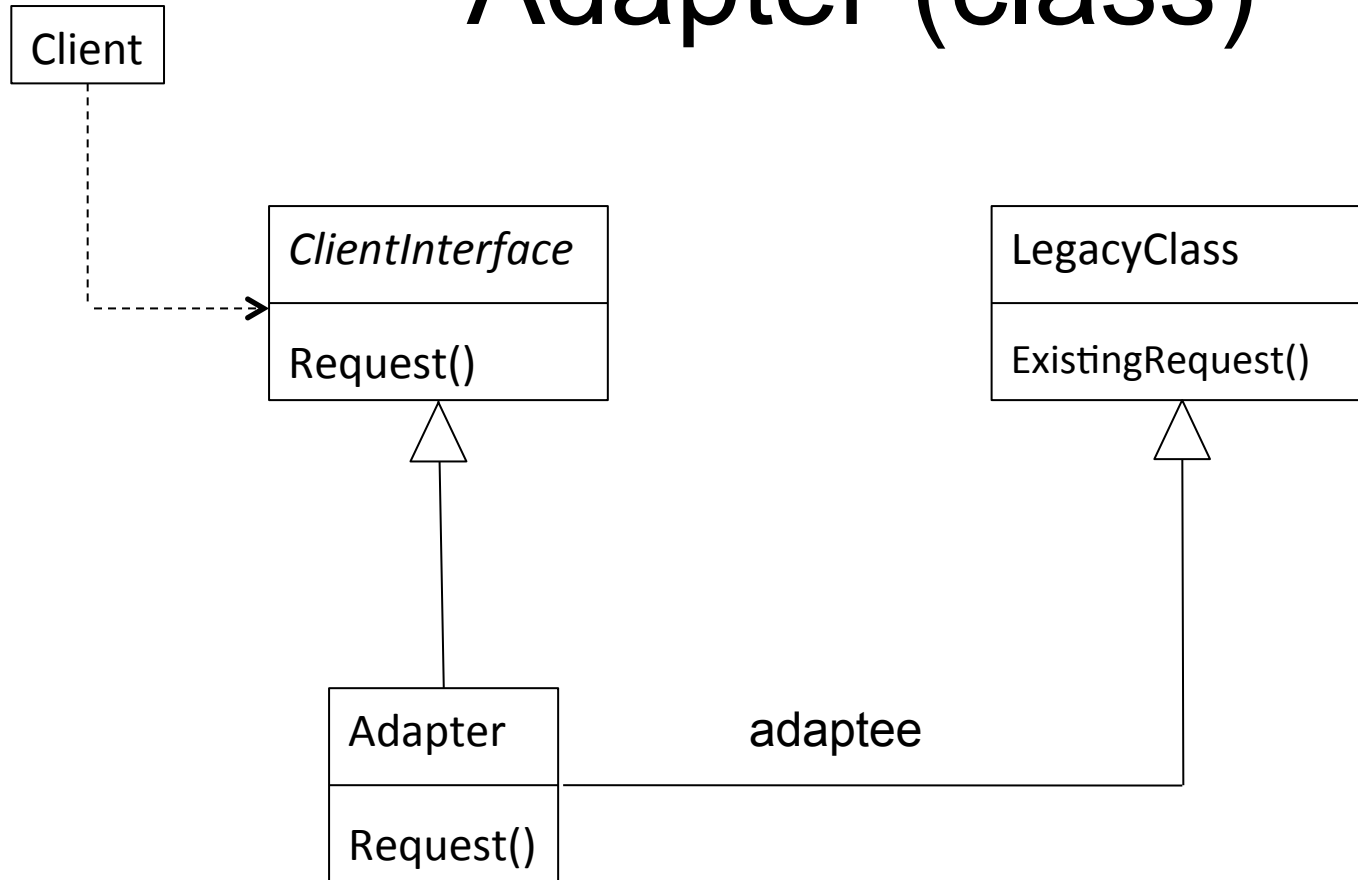 Adapter (class)
Client
ClientInterface
Request()
LegacyClass
ExistingRequest()
Adapter
Request()
adaptee